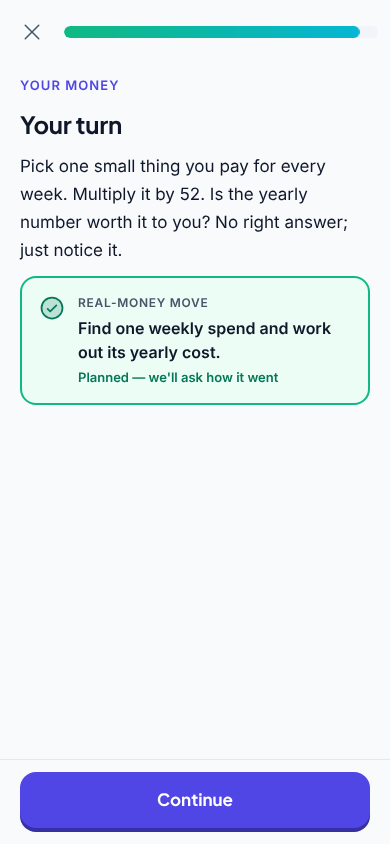 YOUR MONEY
Your turn
Pick one small thing you pay for every
week. Multiply it by 52. Is the yearly
number worth it to you? No right answer;
just notice it.
REAL-MONEY MOVE
Find one weekly spend and work
out its yearly cost.
Planned — we'll ask how it went
Continue